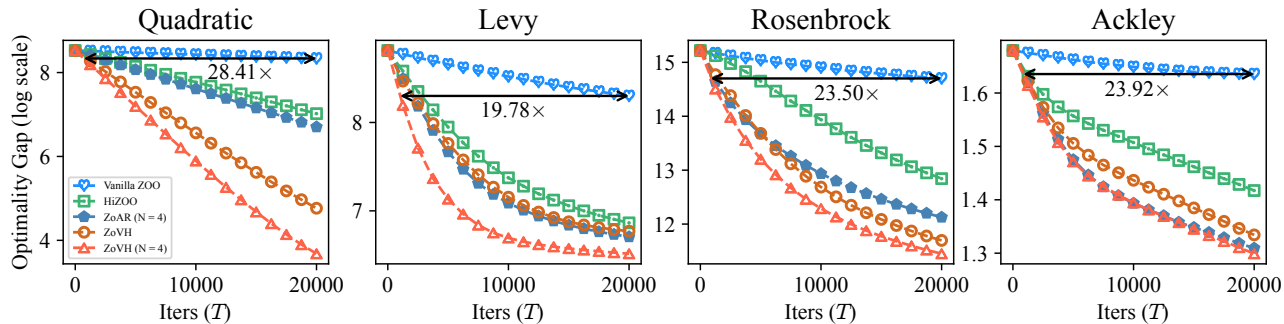 Quadratic
Levy
Rosenbrock
Ackley
Optimality Gap (log scale)
8
6
4
28.41×
Vanilla ZOO
HiZOO
ZoAR (N = 4)
ZoVH
ZoVH (N = 4)
0
10000
20000
Iters (T)
8
7
19.78×
0
10000
20000
Iters (T)
15
14
13
12
23.50×
0
10000
20000
Iters (T)
1.6
1.5
1.4
1.3
23.92×
0
10000
20000
Iters (T)